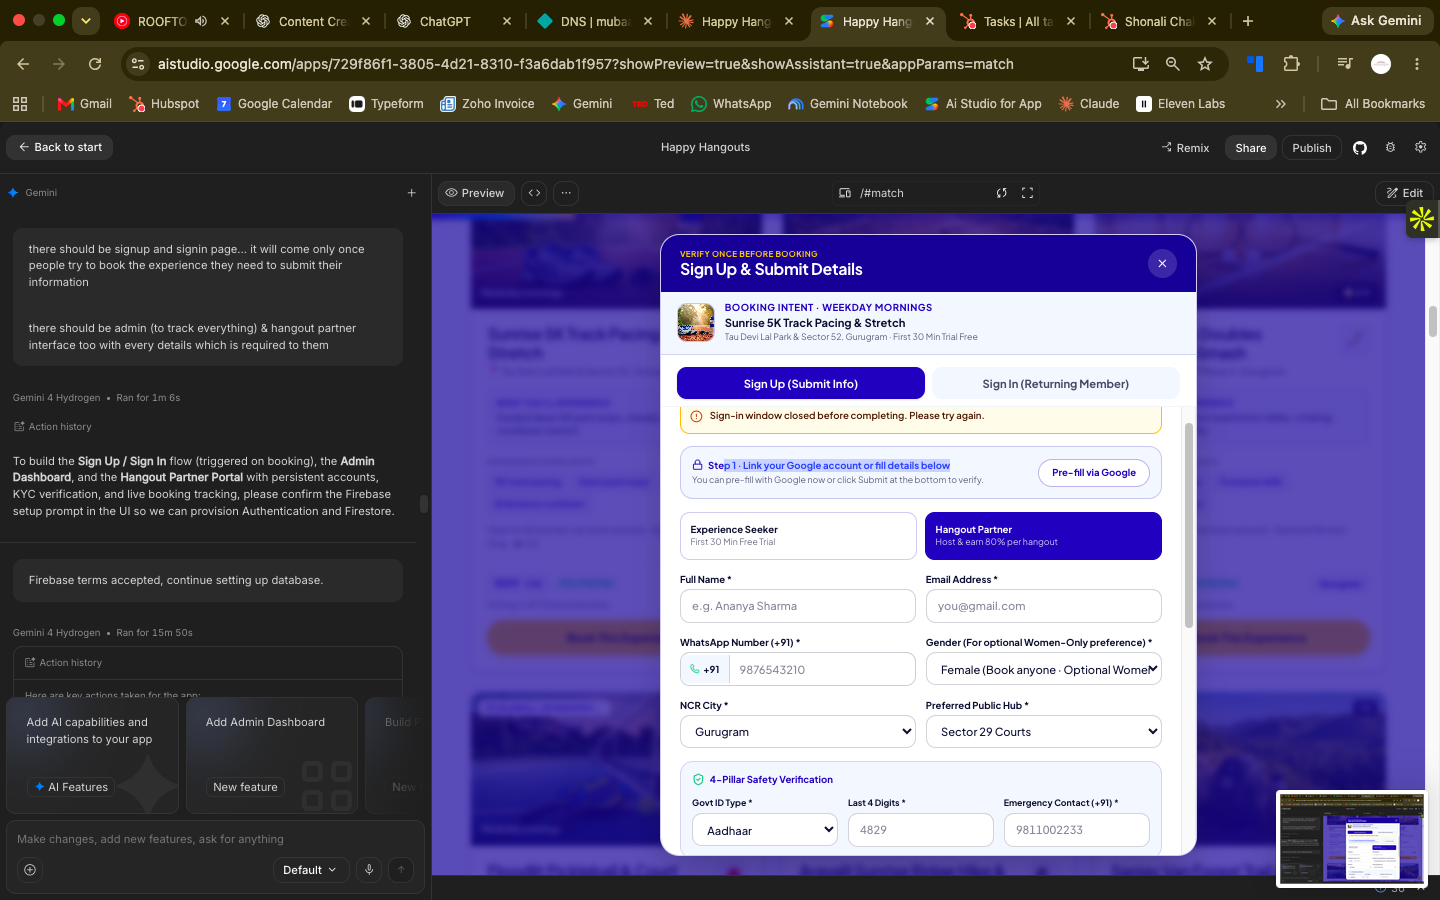 ROOFTO
Content Cre
ChatGPT
DNS | muba
Happy Hang
Happy Hang
Tasks | All ta
Shonali Cha
Ask Gemini
aistudio.google.com/apps/729f86f1-3805-4d21-8310-f3a6dab1f957?showPreview=true&showAssistant=true&appParams=match
Gmail
Hubspot
7
Google Calendar
Typeform
Zoho Invoice
Gemini
TED
Ted
WhatsApp
Gemini Notebook
Ai Studio for App
Claude
Eleven Labs
All Bookmarks
Back to start
Happy Hangouts
Remix
Share
Publish
Gemini
Preview
/#match
Edit
there should be signup and signin page... it will come only once
people try to book the experience they need to submit their
information
there should be admin (to track everything) & hangout partner
interface too with every details which is required to them
Gemini 4 Hydrogen • Ran for 1m 6s
Action history
To build the Sign Up / Sign In flow (triggered on booking), the Admin
Dashboard, and the Hangout Partner Portal with persistent accounts,
KYC verification, and live booking tracking, please confirm the Firebase
setup prompt in the UI so we can provision Authentication and Firestore.
Firebase terms accepted, continue setting up database.
Gemini 4 Hydrogen • Ran for 15m 50s
Action history
Here are key actions taken for the app:
Add AI capabilities and
integrations to your app
AI Features
Add Admin Dashboard
New feature
Build P
New
Make changes, add new features, ask for anything
Default
VERIFY ONCE BEFORE BOOKING
Sign Up & Submit Details
BOOKING INTENT · WEEKDAY MORNINGS
Sunrise 5K Track Pacing & Stretch
Tau Devi Lal Park & Sector 52, Gurugram · First 30 Min Trial Free
Sign Up (Submit Info)
Sign In (Returning Member)
Sign-in window closed before completing. Please try again.
Step 1 · Link your Google account or fill details below
You can pre-fill with Google now or click Submit at the bottom to verify.
Pre-fill via Google
Experience Seeker
First 30 Min Free Trial
Hangout Partner
Host & earn 80% per hangout
Full Name *
Email Address *
e.g. Ananya Sharma
you@gmail.com
WhatsApp Number (+91) *
Gender (For optional Women-Only preference) *
+91
9876543210
Female (Book anyone · Optional Women
NCR City *
Preferred Public Hub *
Gurugram
Sector 29 Courts
4-Pillar Safety Verification
Govt ID Type *
Last 4 Digits *
Emergency Contact (+91) *
Aadhaar
4829
9811002233